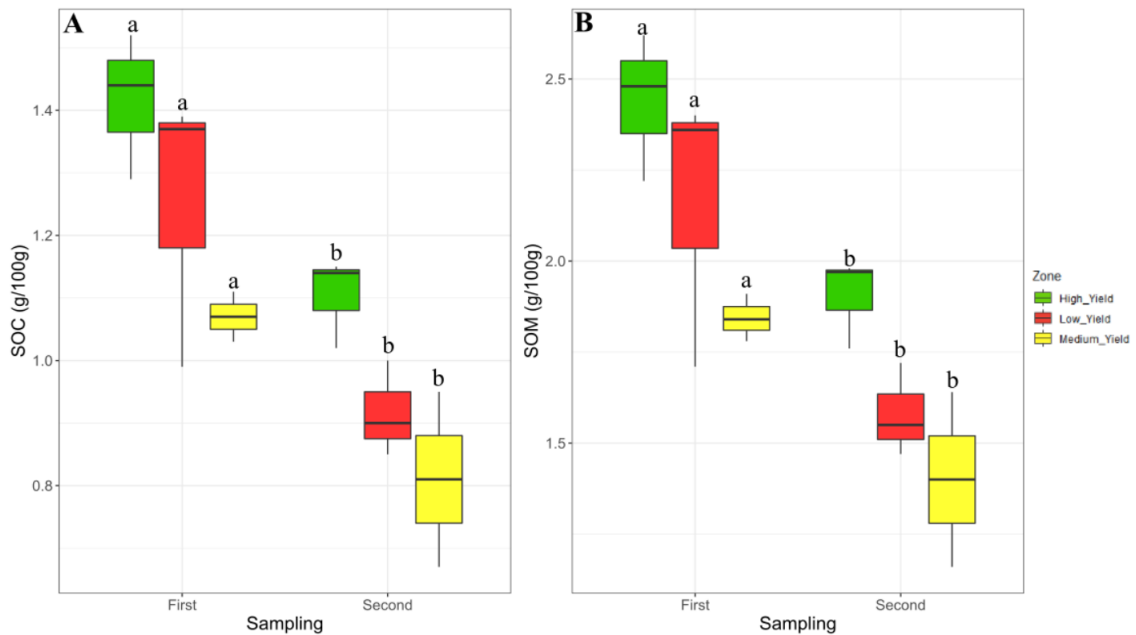 A
a
a
a
b
b
b
1.4
1.2
1.0
0.8
SOC (g/100g)
First
Second
Sampling
B
a
a
a
b
b
b
2.5
2.0
1.5
SOM (g/100g)
First
Second
Sampling
Zone
High_Yield
Low_Yield
Medium_Yield